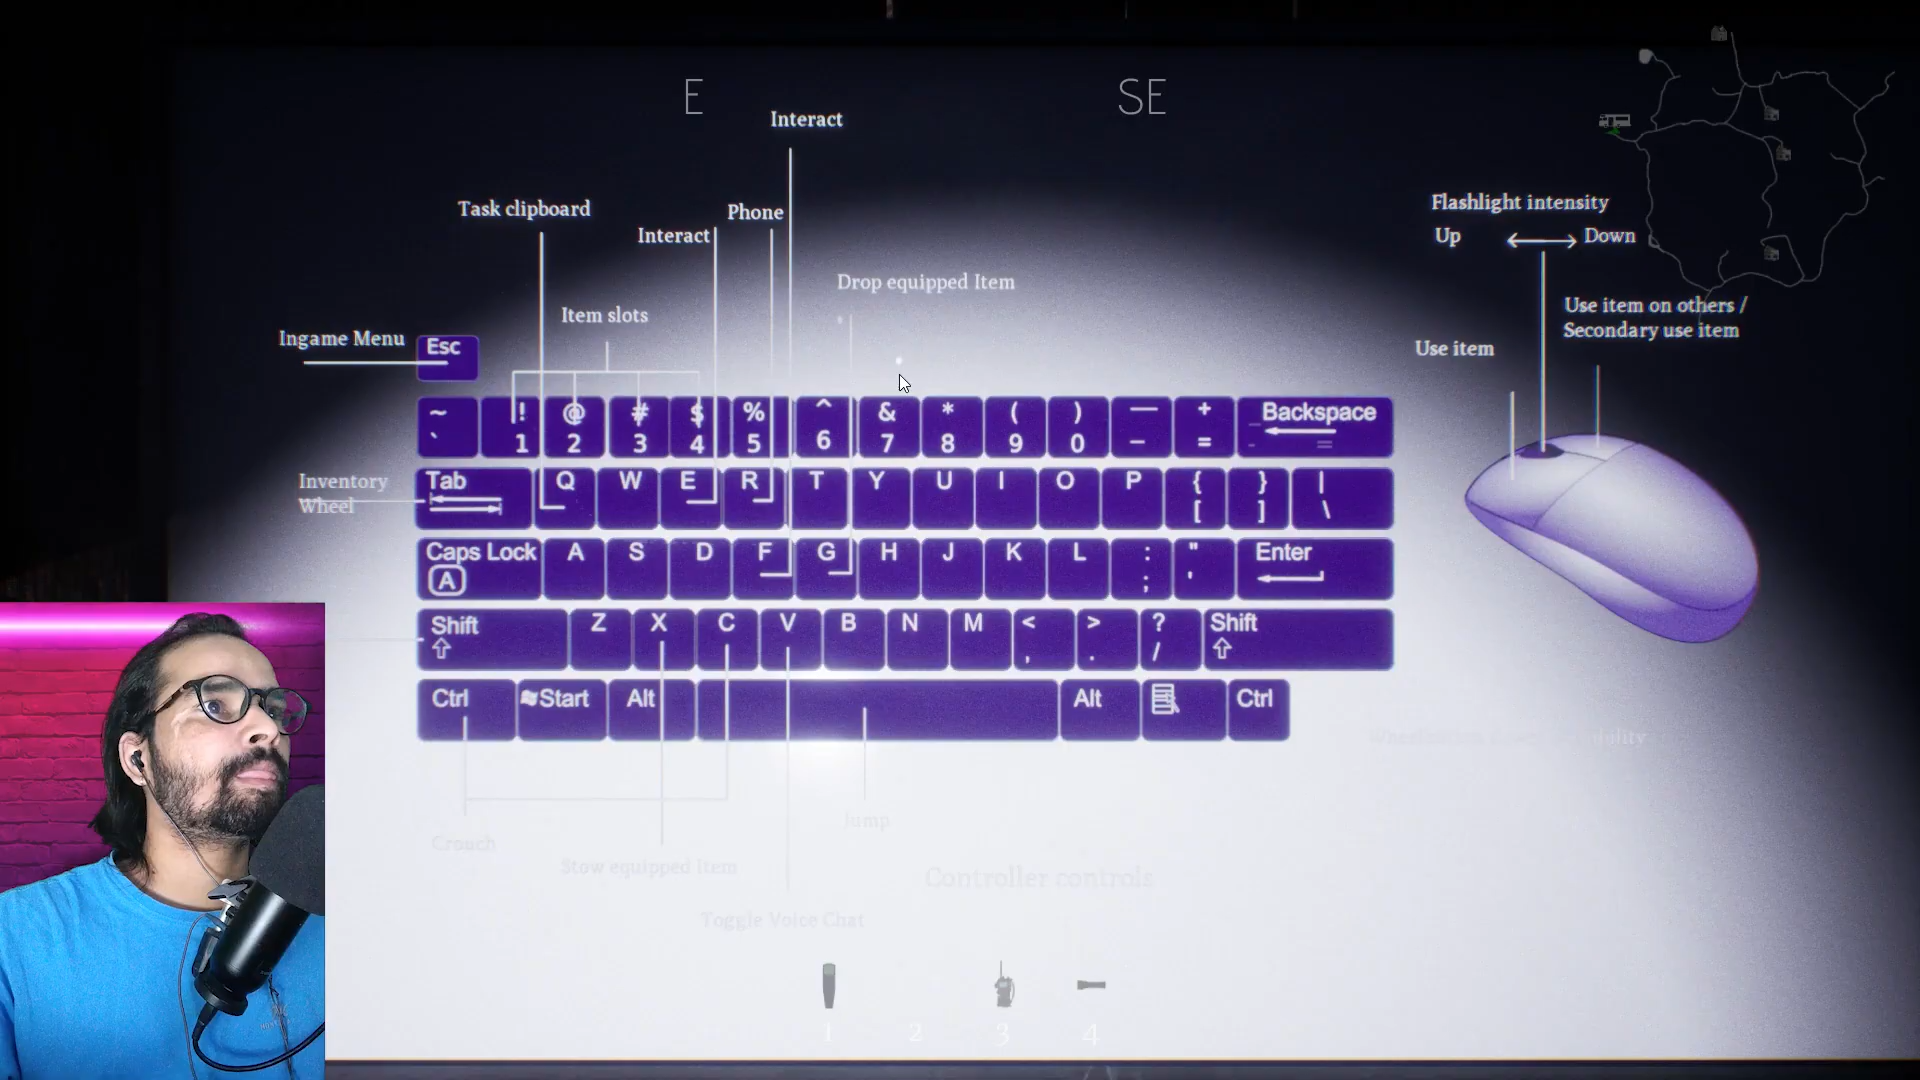 E SE
Interact
Task clipboard
Phone
Interact
Flashlight intensity
Up Down
Drop equipped Item
Item slots
Use item on others /
Secondary use item
Ingame Menu
Use item
Esc
~ ` ! 1 @ 2 # 3 $ 4 % 5 ^ 6 & 7 * 8 ( 9 ) 0 — – + = Backspace
Inventory
Wheel
Tab Q W E R T Y U I O P { [ } ] | \
Caps Lock A A S D F G H J K L : ; " ' Enter
Shift Z X C V B N M < , > . ? / Shift
Ctrl Start Alt Alt Ctrl
Jump
Crouch
Stow equipped item
Controller controls
Toggle Voice Chat
1 2 3 4